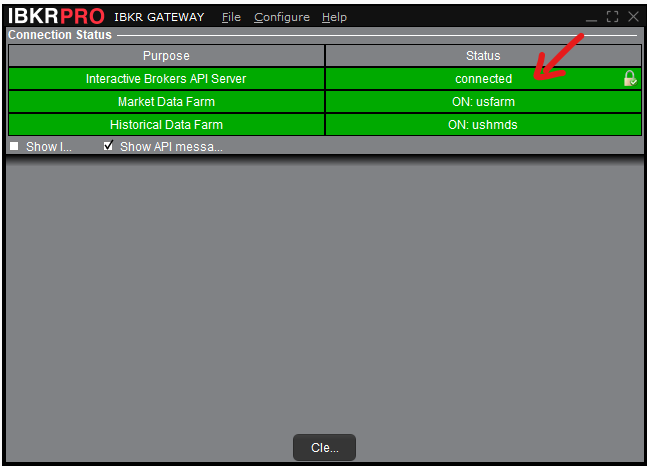 IBKRPRO IBKR GATEWAY File Configure Help
Connection Status
Purpose Status
Interactive Brokers API Server connected
Market Data Farm ON: usfarm
Historical Data Farm ON: ushmds
Show I... Show API messa...
Cle...